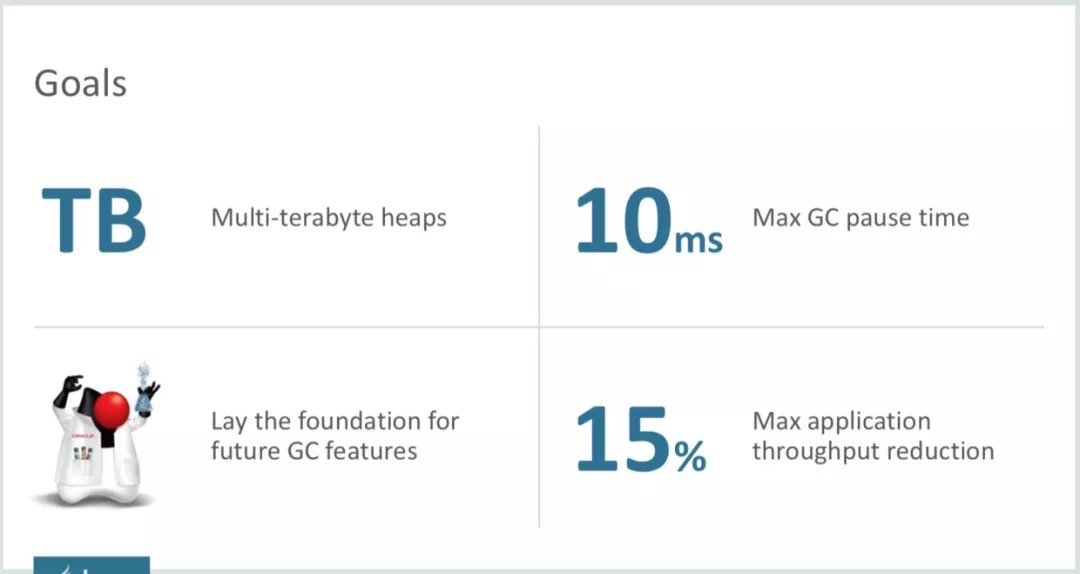 Goals
TB
Multi-terabyte heaps
10ms
Max GC pause time
ORACLE
Lay the foundation for
future GC features
15%
Max application
throughput reduction